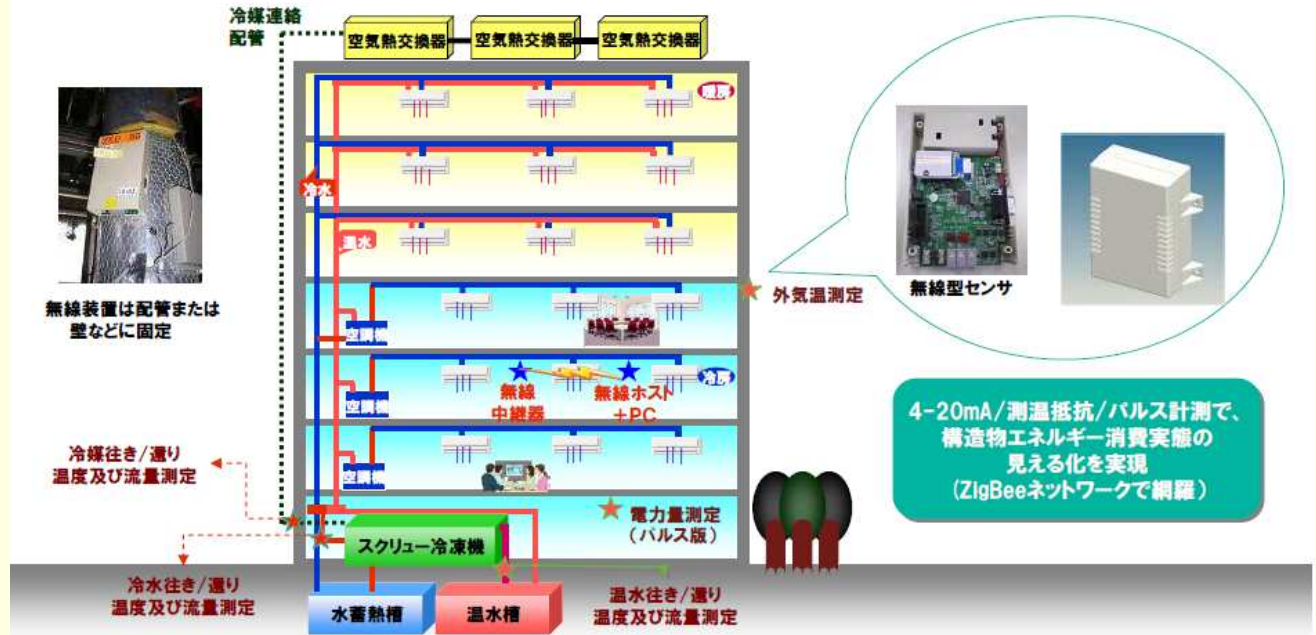 冷媒連絡
配管
空気熱交換器
空気熱交換器
空気熱交換器
暖房
冷水
温水
無線装置は配管または
壁などに固定
外気温測定
無線型センサ
空調機
空調機
空調機
冷房
無線
中継器
無線ホスト
+PC
4-20mA/測温抵抗/パルス計測で、
構造物エネルギー消費実態の
見える化を実現
(ZigBeeネットワークで網羅)
冷媒往き/還り
温度及び流量測定
電力量測定
(パルス版)
スクリュー冷凍機
冷水往き/還り
温度及び流量測定
水蓄熱槽
温水槽
温水往き/還り
温度及び流量測定